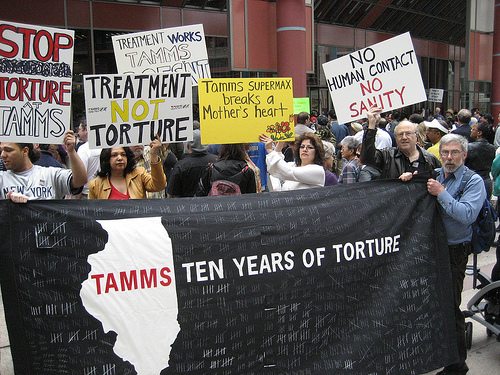 STOP
TORTURE
TAMMS
TREATMENT WORKS
TAMMS
DOESN'T
TREATMENT
NOT
TORTURE
Tamms SUPERMAX
breaks a
Mother's heart
NO
HUMAN CONTACT
NO
SANITY
NEW YORK
TAMMS TEN YEARS OF TORTURE